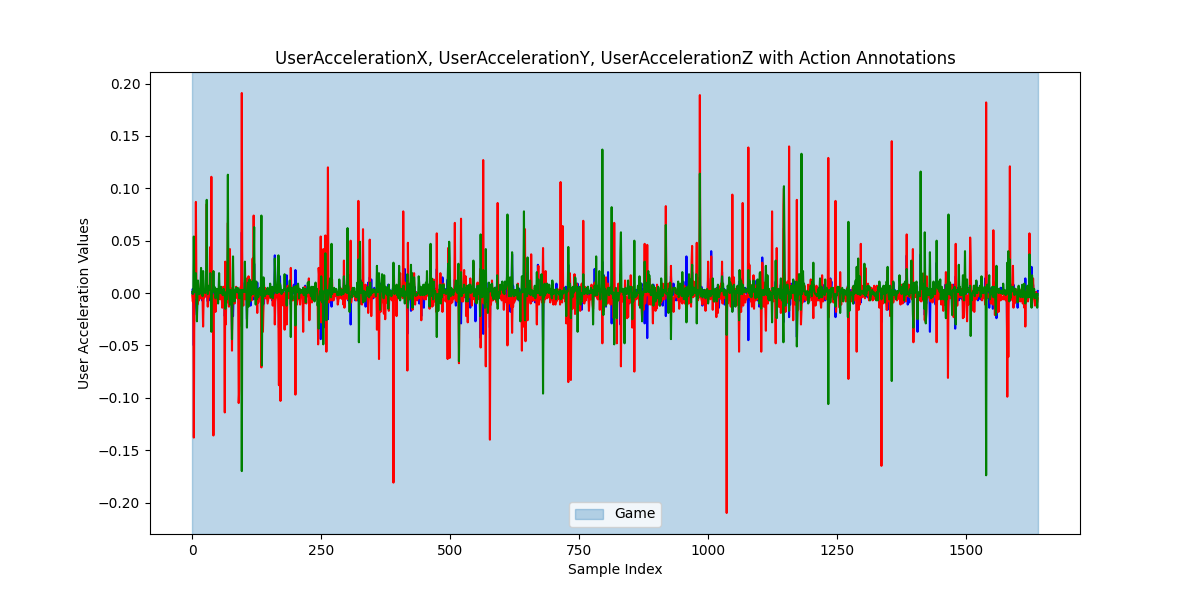 UserAccelerationX, UserAccelerationY, UserAccelerationZ with Action Annotations
0.20
0.15
0.10
0.05
0.00
−0.05
−0.10
−0.15
−0.20
User Acceleration Values
Game
0 250 500 750 1000 1250 1500
Sample Index